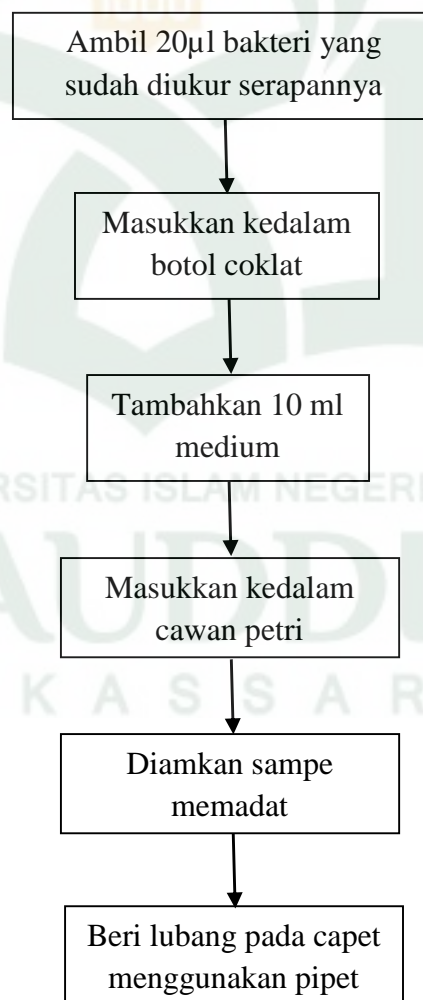 Ambil 20µl bakteri yang
sudah diukur serapannya
Masukkan kedalam
botol coklat
Tambahkan 10 ml
medium
RSITAS ISLAM NEGERI
AUDDI
Masukkan kedalam
cawan petri
K A S S A R
Diamkan sampe
memadat
Beri lubang pada capet
menggunakan pipet